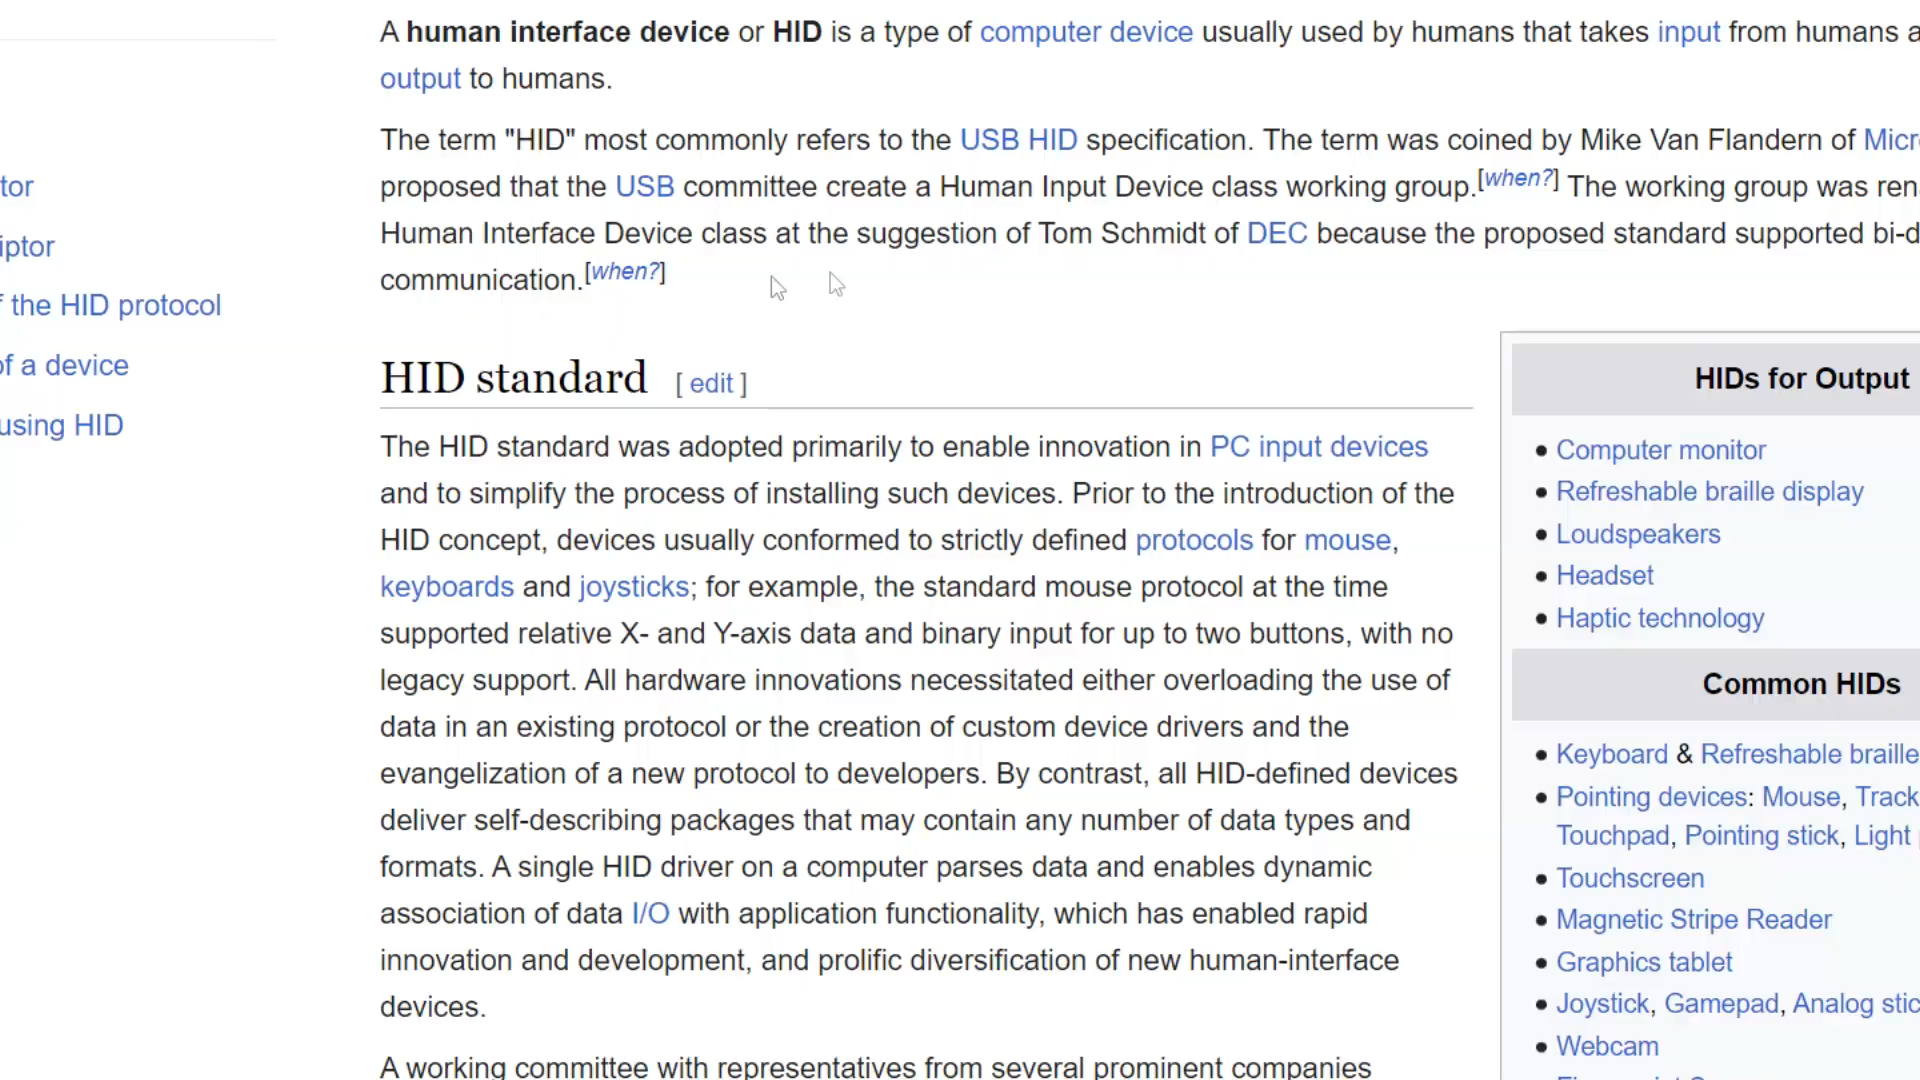 A human interface device or HID is a type of computer device usually used by humans that takes input from humans
output to humans.
The term "HID" most commonly refers to the USB HID specification. The term was coined by Mike Van Flandern of
proposed that the USB committee create a Human Input Device class working group.[when?] The working group was
Human Interface Device class at the suggestion of Tom Schmidt of DEC because the proposed standard supported
communication.[when?]
the HID protocol
of a device
using HID
HID standard [ edit ]
The HID standard was adopted primarily to enable innovation in PC input devices
and to simplify the process of installing such devices. Prior to the introduction of the
HID concept, devices usually conformed to strictly defined protocols for mouse,
keyboards and joysticks; for example, the standard mouse protocol at the time
supported relative X- and Y-axis data and binary input for up to two buttons, with no
legacy support. All hardware innovations necessitated either overloading the use of
data in an existing protocol or the creation of custom device drivers and the
evangelization of a new protocol to developers. By contrast, all HID-defined devices
deliver self-describing packages that may contain any number of data types and
formats. A single HID driver on a computer parses data and enables dynamic
association of data I/O with application functionality, which has enabled rapid
innovation and development, and prolific diversification of new human-interface
devices.
A working committee with representatives from several prominent companies
HIDs for Output
• Computer monitor
• Refreshable braille display
• Loudspeakers
• Headset
• Haptic technology
Common HIDs
• Keyboard & Refreshable braille
• Pointing devices: Mouse, Track
Touchpad, Pointing stick, Light
• Touchscreen
• Magnetic Stripe Reader
• Graphics tablet
• Joystick, Gamepad, Analog
• Webcam